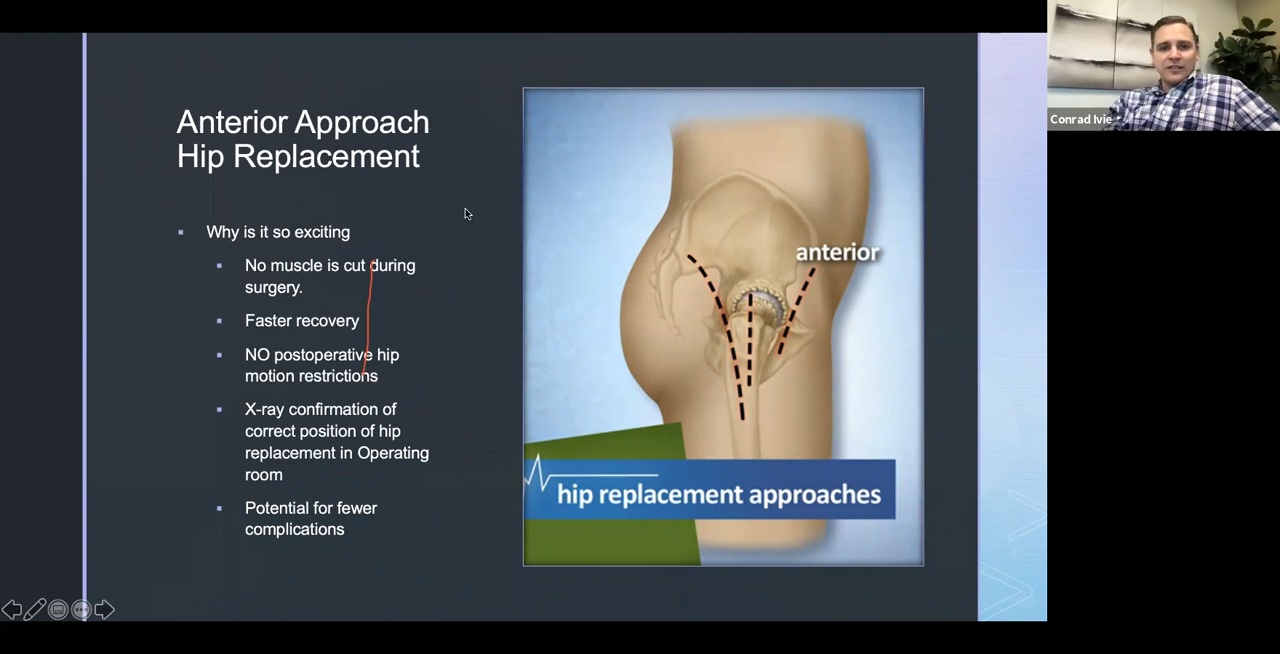 Anterior Approach
Hip Replacement
Why is it so exciting
No muscle is cut during
surgery.
Faster recovery
NO postoperative hip
motion restrictions
X-ray confirmation of
correct position of hip
replacement in Operating
room
Potential for fewer
complications
anterior
hip replacement approaches
Conrad Ivie